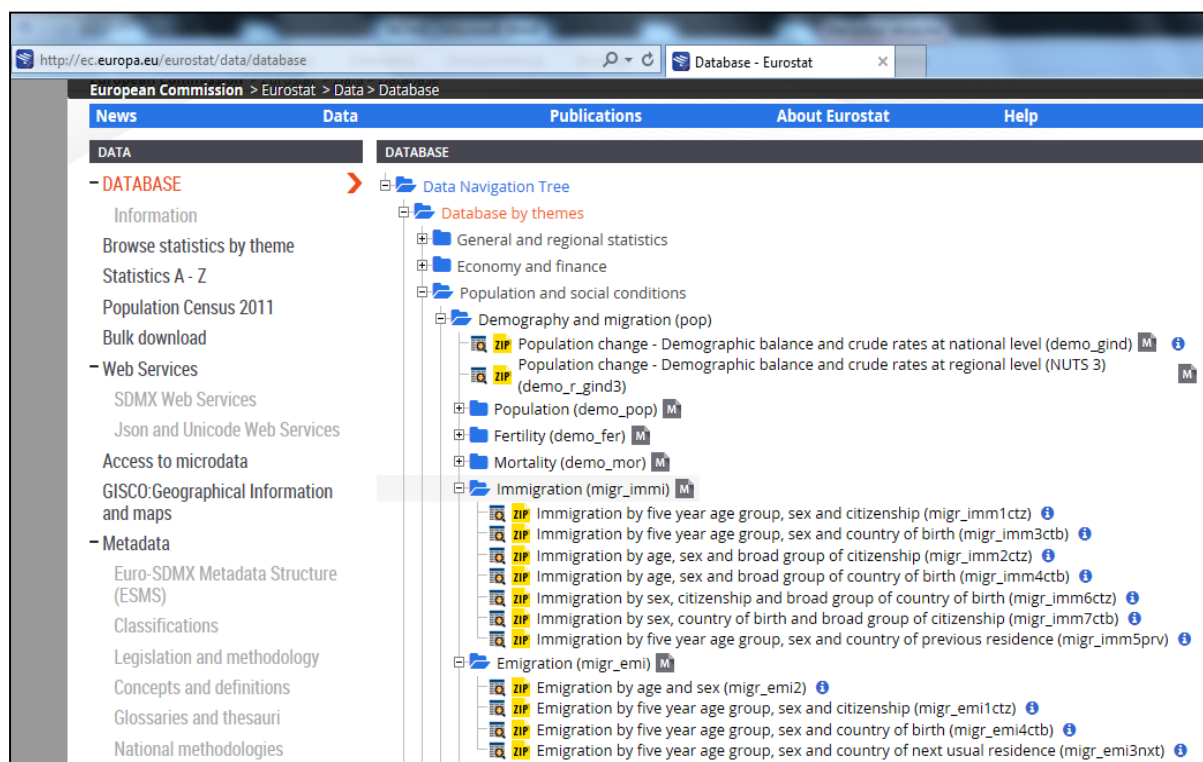 http://ec.europa.eu/eurostat/data/database
Database - Eurostat
European Commission > Eurostat > Data > Database
News Data Publications About Eurostat Help
DATA
DATABASE
Information
Browse statistics by theme
Statistics A - Z
Population Census 2011
Bulk download
Web Services
SDMX Web Services
Json and Unicode Web Services
Access to microdata
GISCO:Geographical Information
and maps
Metadata
Euro-SDMX Metadata Structure
(ESMS)
Classifications
Legislation and methodology
Concepts and definitions
Glossaries and thesauri
National methodologies
DATABASE
Data Navigation Tree
Database by themes
General and regional statistics
Economy and finance
Population and social conditions
Demography and migration (pop)
ZIP Population change - Demographic balance and crude rates at national level (demo_gind) M i
ZIP Population change - Demographic balance and crude rates at regional level (NUTS 3)
(demo_r_gind3) M
Population (demo_pop) M
Fertility (demo_fer) M
Mortality (demo_mor) M
Immigration (migr_immi) M
ZIP Immigration by five year age group, sex and citizenship (migr_imm1ctz) i
ZIP Immigration by five year age group, sex and country of birth (migr_imm3ctb) i
ZIP Immigration by age, sex and broad group of citizenship (migr_imm2ctz) i
ZIP Immigration by age, sex and broad group of country of birth (migr_imm4ctb) i
ZIP Immigration by sex, citizenship and broad group of country of birth (migr_imm6ctz) i
ZIP Immigration by sex, country of birth and broad group of citizenship (migr_imm7ctb) i
ZIP Immigration by five year age group, sex and country of previous residence (migr_imm5prv) i
Emigration (migr_emi) M
ZIP Emigration by age and sex (migr_emi2) i
ZIP Emigration by five year age group, sex and citizenship (migr_emi1ctz) i
ZIP Emigration by five year age group, sex and country of birth (migr_emi4ctb) i
ZIP Emigration by five year age group, sex and country of next usual residence (migr_emi3nxt) i